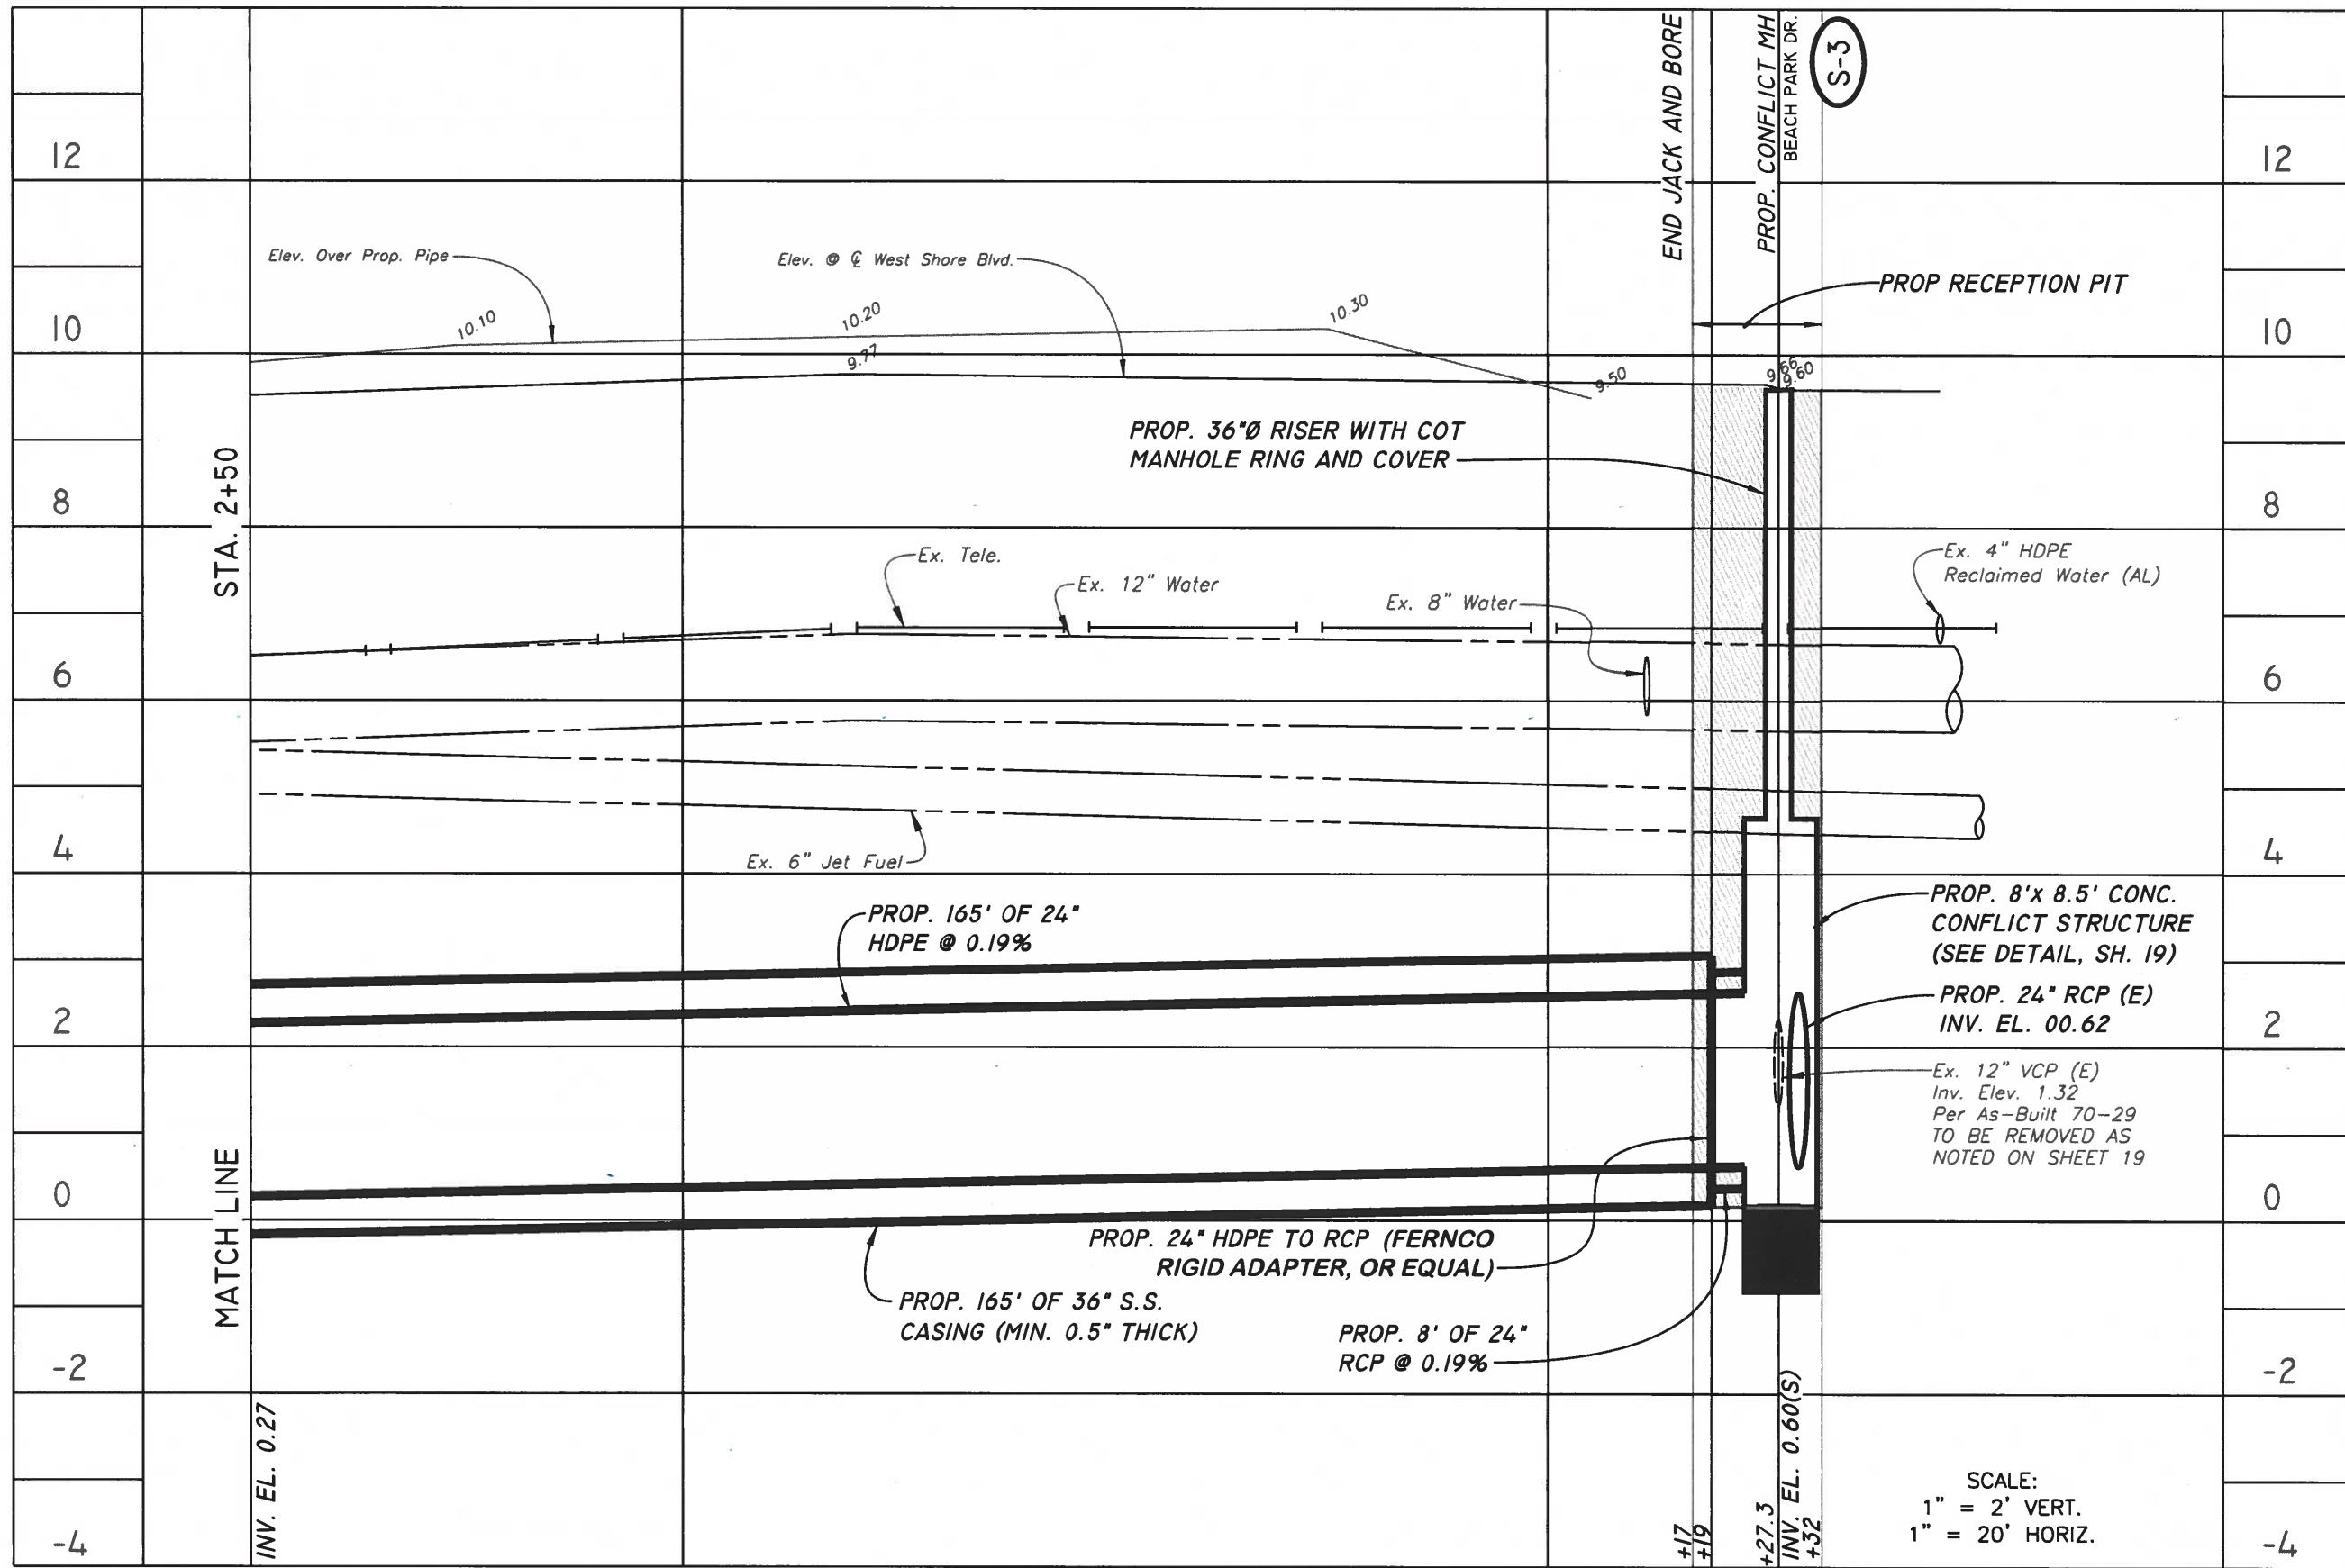 END JACK AND BORE
PROP. CONFLICT MH
BEACH PARK DR.
S-3
12
12
Elev. Over Prop. Pipe
Elev. @ ℄ West Shore Blvd.
PROP RECEPTION PIT
10
10.10
10.20
10.30
10
9.77
9.50
9.66
9.60
PROP. 36"Ø RISER WITH COT
MANHOLE RING AND COVER
8
STA. 2+50
8
Ex. Tele.
Ex. 12" Water
Ex. 8" Water
Ex. 4" HDPE
Reclaimed Water (AL)
6
6
4
Ex. 6" Jet Fuel
4
PROP. 165' OF 24"
HDPE @ 0.19%
PROP. 8'x 8.5' CONC.
CONFLICT STRUCTURE
(SEE DETAIL, SH. 19)
PROP. 24" RCP (E)
INV. EL. 00.62
2
2
Ex. 12" VCP (E)
Inv. Elev. 1.32
Per As-Built 70-29
TO BE REMOVED AS
NOTED ON SHEET 19
0
MATCH LINE
0
PROP. 24" HDPE TO RCP (FERNCO
RIGID ADAPTER, OR EQUAL)
PROP. 165' OF 36" S.S.
CASING (MIN. 0.5" THICK)
PROP. 8' OF 24"
RCP @ 0.19%
-2
-2
INV. EL. 0.27
+17
+19
+27.3
INV. EL. 0.60(S)
+32
SCALE:
1" = 2' VERT.
1" = 20' HORIZ.
-4
-4